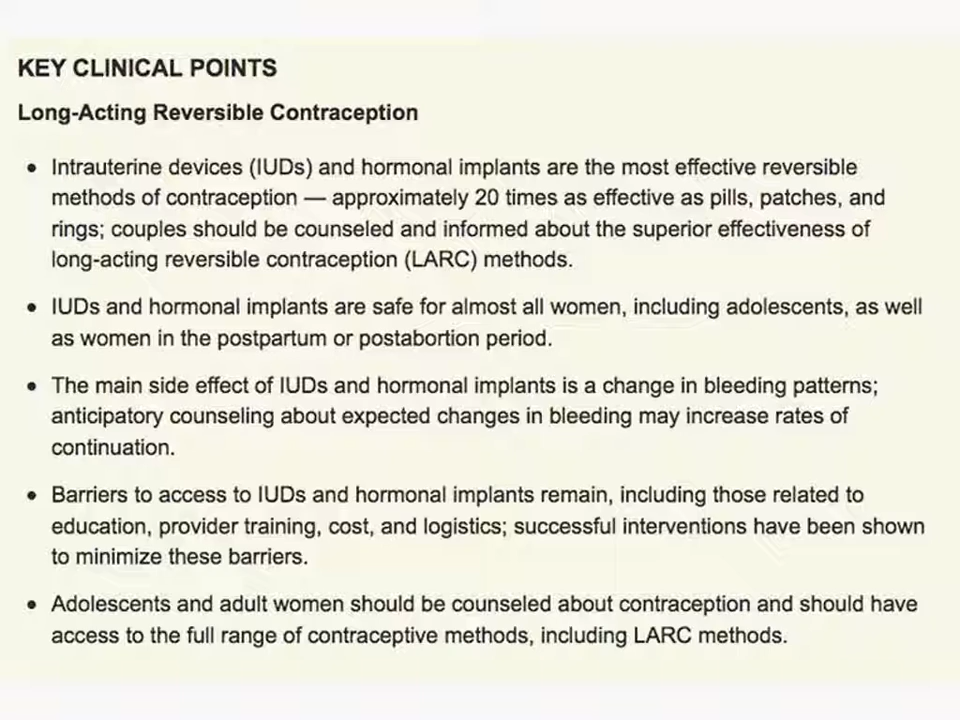 KEY CLINICAL POINTS
Long-Acting Reversible Contraception
• Intrauterine devices (IUDs) and hormonal implants are the most effective reversible
methods of contraception — approximately 20 times as effective as pills, patches, and
rings; couples should be counseled and informed about the superior effectiveness of
long-acting reversible contraception (LARC) methods.
• IUDs and hormonal implants are safe for almost all women, including adolescents, as well
as women in the postpartum or postabortion period.
• The main side effect of IUDs and hormonal implants is a change in bleeding patterns;
anticipatory counseling about expected changes in bleeding may increase rates of
continuation.
• Barriers to access to IUDs and hormonal implants remain, including those related to
education, provider training, cost, and logistics; successful interventions have been shown
to minimize these barriers.
• Adolescents and adult women should be counseled about contraception and should have
access to the full range of contraceptive methods, including LARC methods.